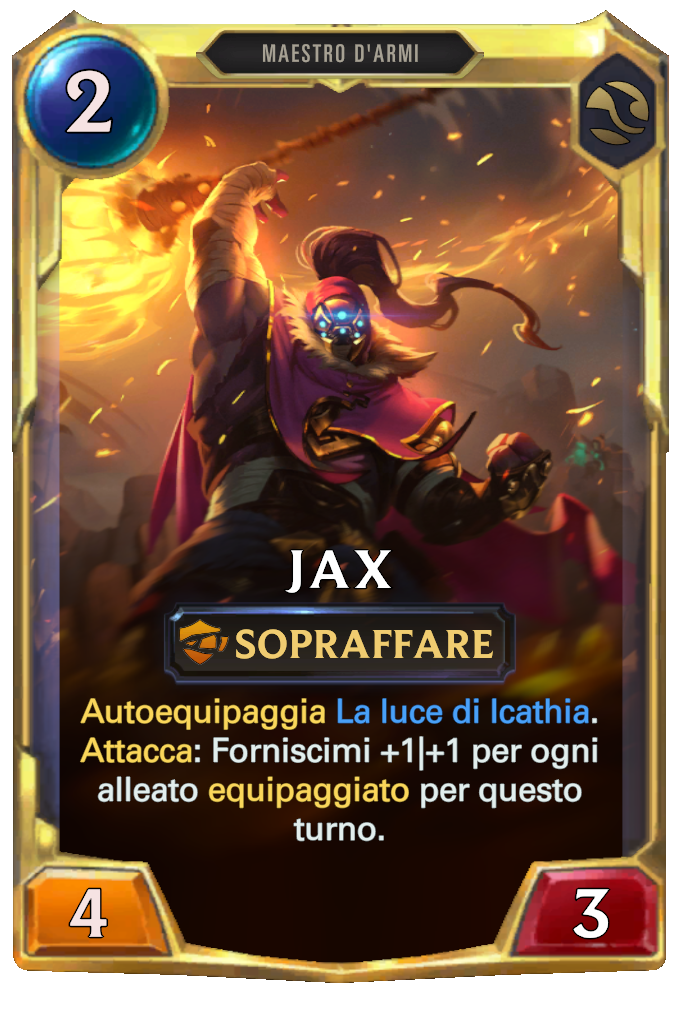 MAESTRO D'ARMI
2
JAX
SOPRAFFARE
Autoequipaggia La luce di Icathia.
Attacca: Forniscimi +1|+1 per ogni
alleato equipaggiato per questo
turno.
4
3